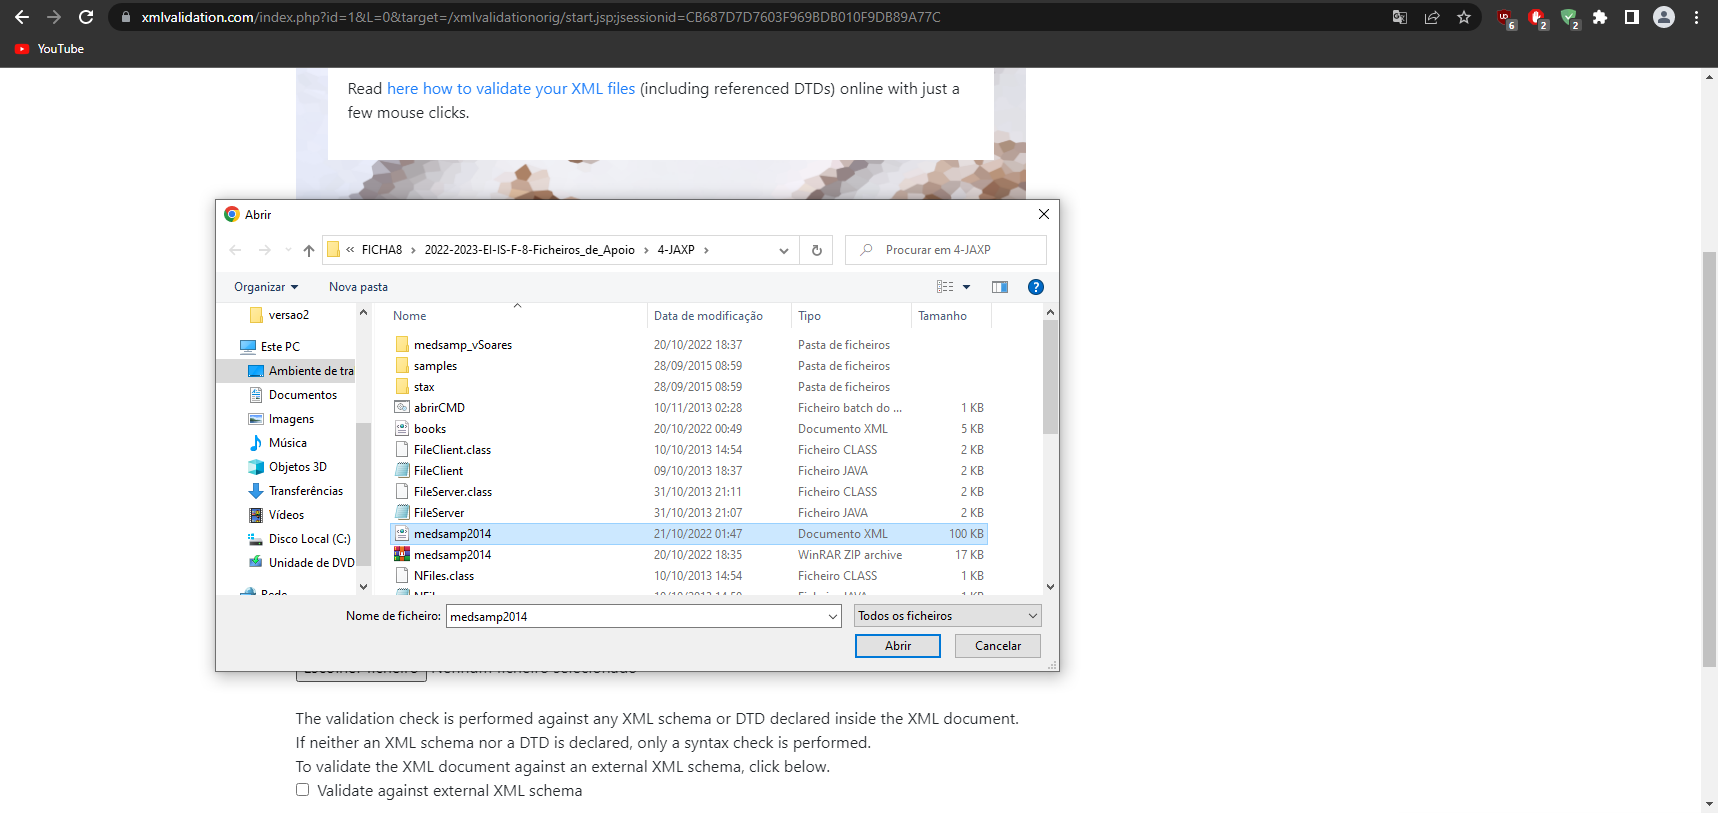 xmlvalidation.com/index.php?id=1&L=0&target=/xmlvalidationorig/start.jsp;jsessionid=CB687D7D7603F969BDB010F9DB89A77C
UD 6 2 2
YouTube
Read here how to validate your XML files (including referenced DTDs) online with just a
few mouse clicks.
Abrir
« FICHA8 › 2022-2023-EI-IS-F-8-Ficheiros_de_Apoio › 4-JAXP ›
Procurar em 4-JAXP
Organizar Nova pasta ?
versao2
Este PC
Ambiente de tra
Documentos
Imagens
Música
Objetos 3D
Transferências
Vídeos
Disco Local (C:)
Unidade de DVD
Rede
Nome Data de modificação Tipo Tamanho
medsamp_vSoares 20/10/2022 18:37 Pasta de ficheiros
samples 28/09/2015 08:59 Pasta de ficheiros
stax 28/09/2015 08:59 Pasta de ficheiros
abrirCMD 10/11/2013 02:28 Ficheiro batch do ... 1 KB
books 20/10/2022 00:49 Documento XML 5 KB
FileClient.class 10/10/2013 14:54 Ficheiro CLASS 2 KB
FileClient 09/10/2013 18:37 Ficheiro JAVA 2 KB
FileServer.class 31/10/2013 21:11 Ficheiro CLASS 2 KB
FileServer 31/10/2013 21:07 Ficheiro JAVA 2 KB
medsamp2014 21/10/2022 01:47 Documento XML 100 KB
medsamp2014 20/10/2022 18:35 WinRAR ZIP archive 17 KB
NFiles.class 10/10/2013 14:54 Ficheiro CLASS 1 KB
Nome de ficheiro: medsamp2014 Todos os ficheiros
Abrir Cancelar
Escolher ficheiro Nenhum ficheiro selecionado
The validation check is performed against any XML schema or DTD declared inside the XML document.
If neither an XML schema nor a DTD is declared, only a syntax check is performed.
To validate the XML document against an external XML schema, click below.
Validate against external XML schema